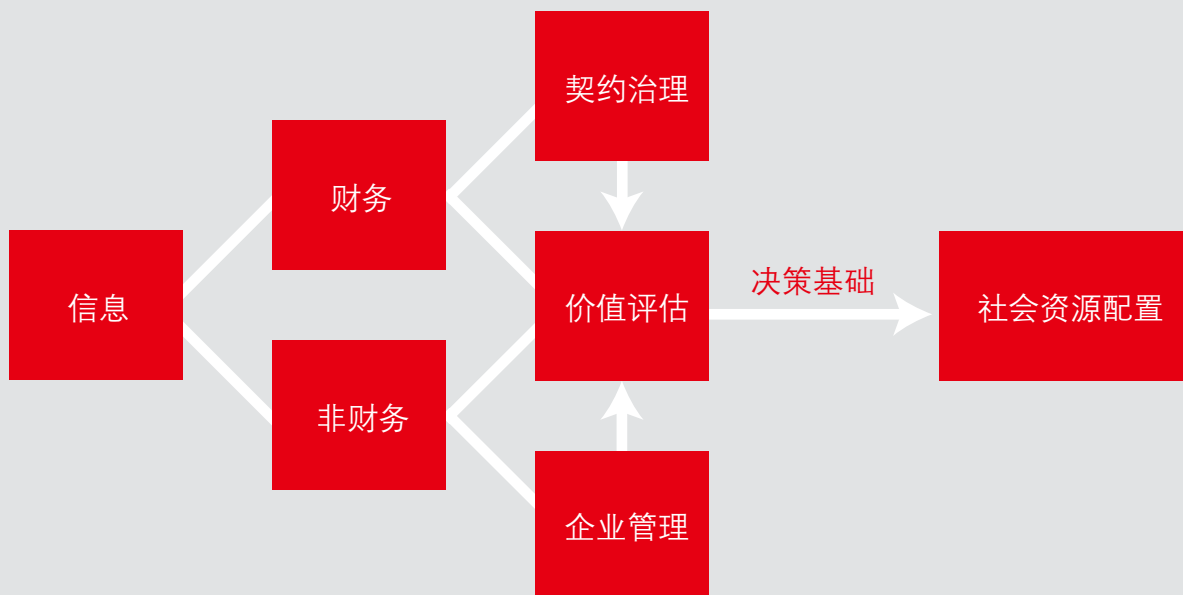 契约治理
财务
信息
价值评估
决策基础
社会资源配置
非财务
企业管理